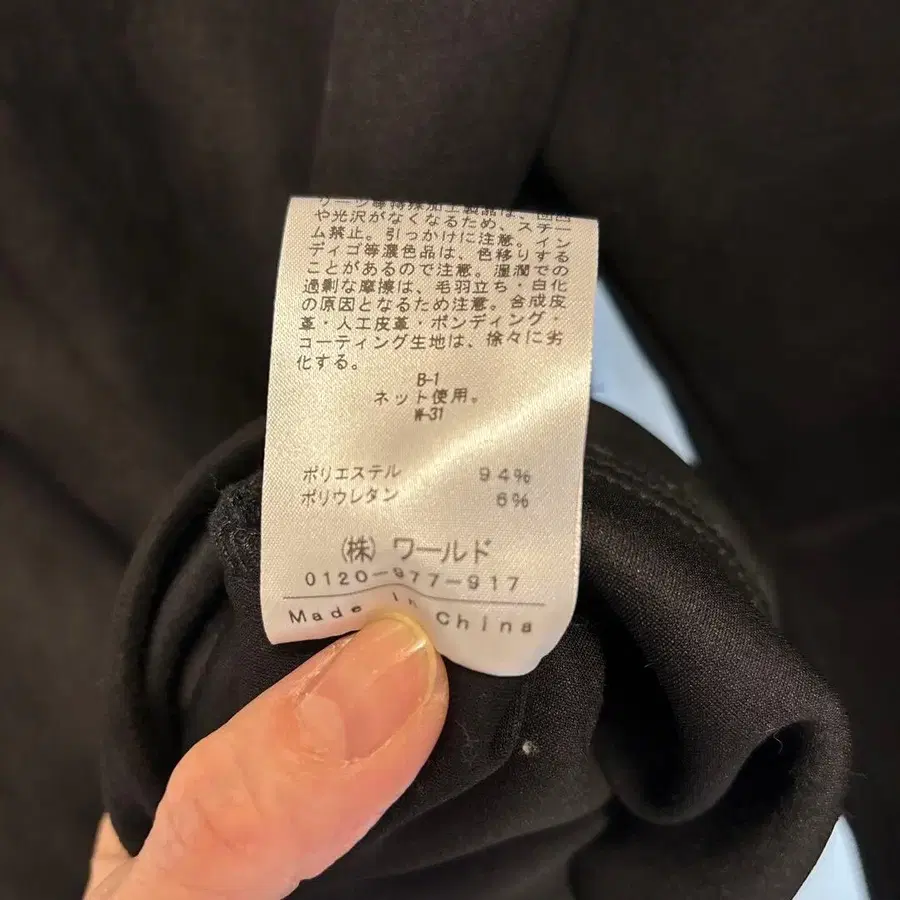 や光沢がなくなるため、スチー
ム禁止。引っかけに注意。イン
ディゴ等濃色品は、色移りする
ことがあるので注意。湿潤での
過剰な摩擦は、毛羽立ち・白化
の原因となるため注意。合成皮
革・人工皮革・ボンディング・
コーティング生地は、徐々に劣
化する。
B-1
ネット使用。
W-31
ポリエステル 94%
ポリウレタン 6%
(株)ワールド
0120-977-917
Made in China